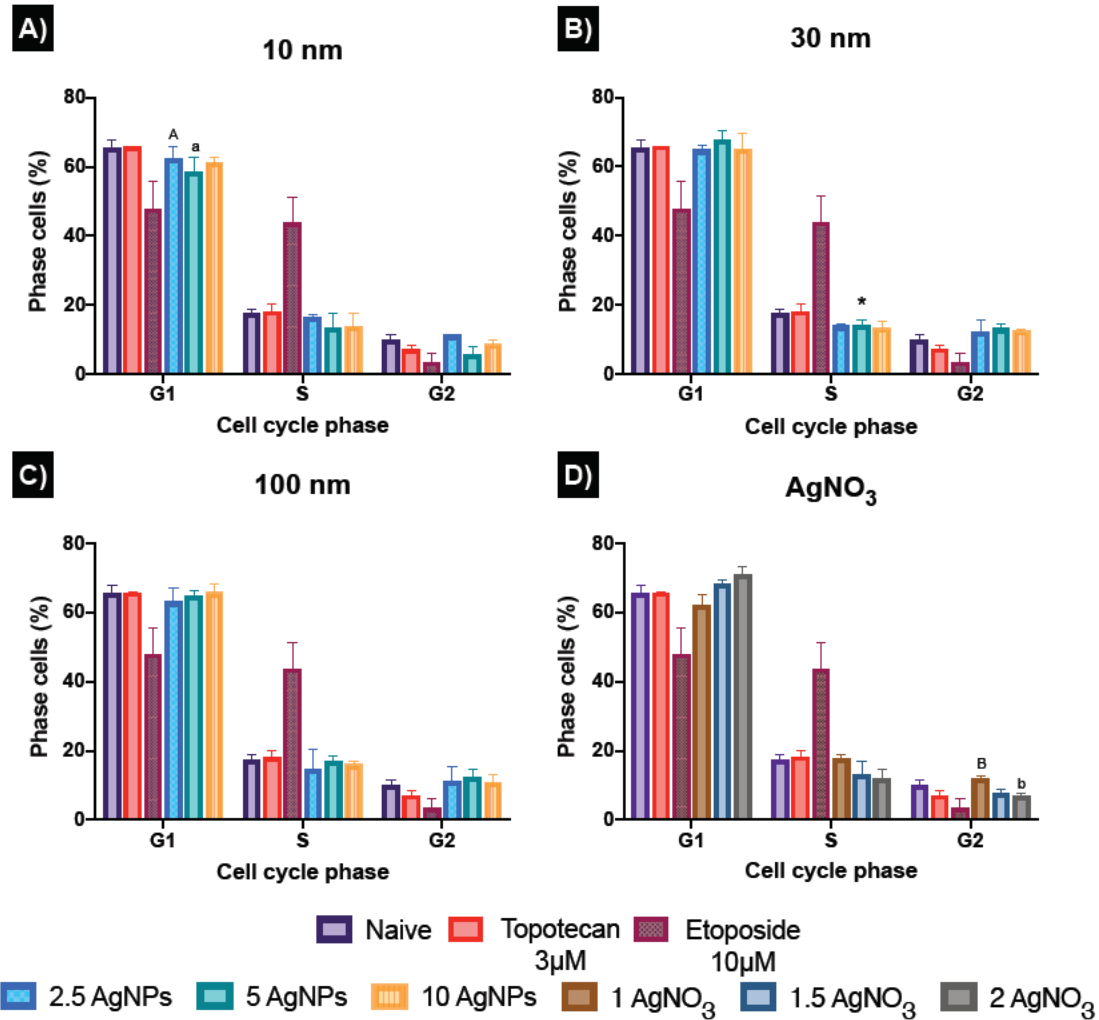 A)
10 nm
Phase cells (%)
80
60
40
20
0
A
a
G1 S G2
Cell cycle phase
B)
30 nm
Phase cells (%)
80
60
40
20
0
*
G1 S G2
Cell cycle phase
C)
100 nm
Phase cells (%)
80
60
40
20
0
G1 S G2
Cell cycle phase
D)
AgNO3
Phase cells (%)
80
60
40
20
0
B
b
G1 S G2
Cell cycle phase
Naive Topotecan Etoposide
3µM 10µM
2.5 AgNPs 5 AgNPs 10 AgNPs 1 AgNO3 1.5 AgNO3 2 AgNO3